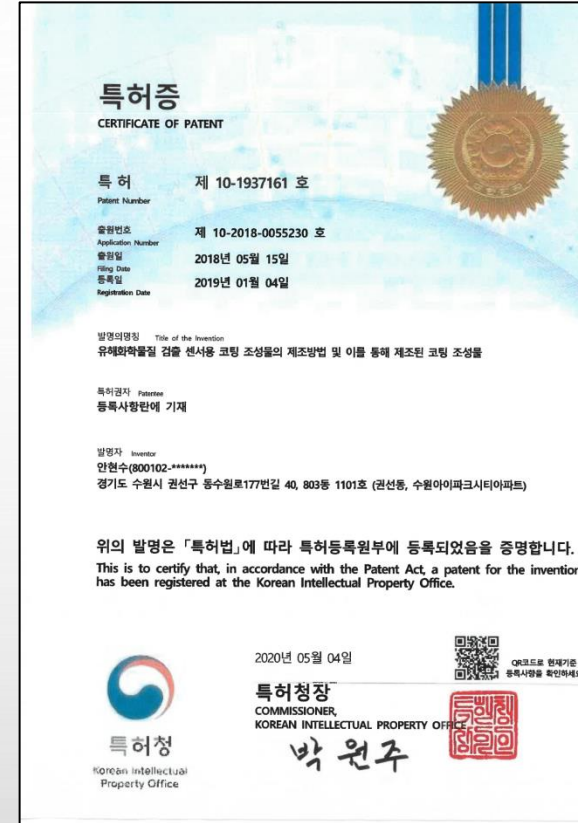 특허증
CERTIFICATE OF PATENT
특 허 제 10-1937161 호
Patent Number
출원번호 제 10-2018-0055230 호
Application Number
출원일 2018년 05월 15일
Filing Date
등록일 2019년 01월 04일
Registration Date
발명의명칭 Title of the Invention
유해화학물질 검출 센서용 코팅 조성물의 제조방법 및 이를 통해 제조된 코팅 조성물
특허권자 Patentee
등록사항란에 기재
발명자 Inventor
안현수(800102-*******)
경기도 수원시 권선구 동수원로177번길 40, 803동 1101호 (권선동, 수원아이파크시티아파트)
위의 발명은 「특허법」에 따라 특허등록원부에 등록되었음을 증명합니다.
This is to certify that, in accordance with the Patent Act, a patent for the invention
has been registered at the Korean Intellectual Property Office.
2020년 05월 04일
QR코드로 현재기준
등록사항을 확인하세요
특허청장
COMMISSIONER,
KOREAN INTELLECTUAL PROPERTY OFFICE
박원주
특허청
Korean Intellectual
Property Office